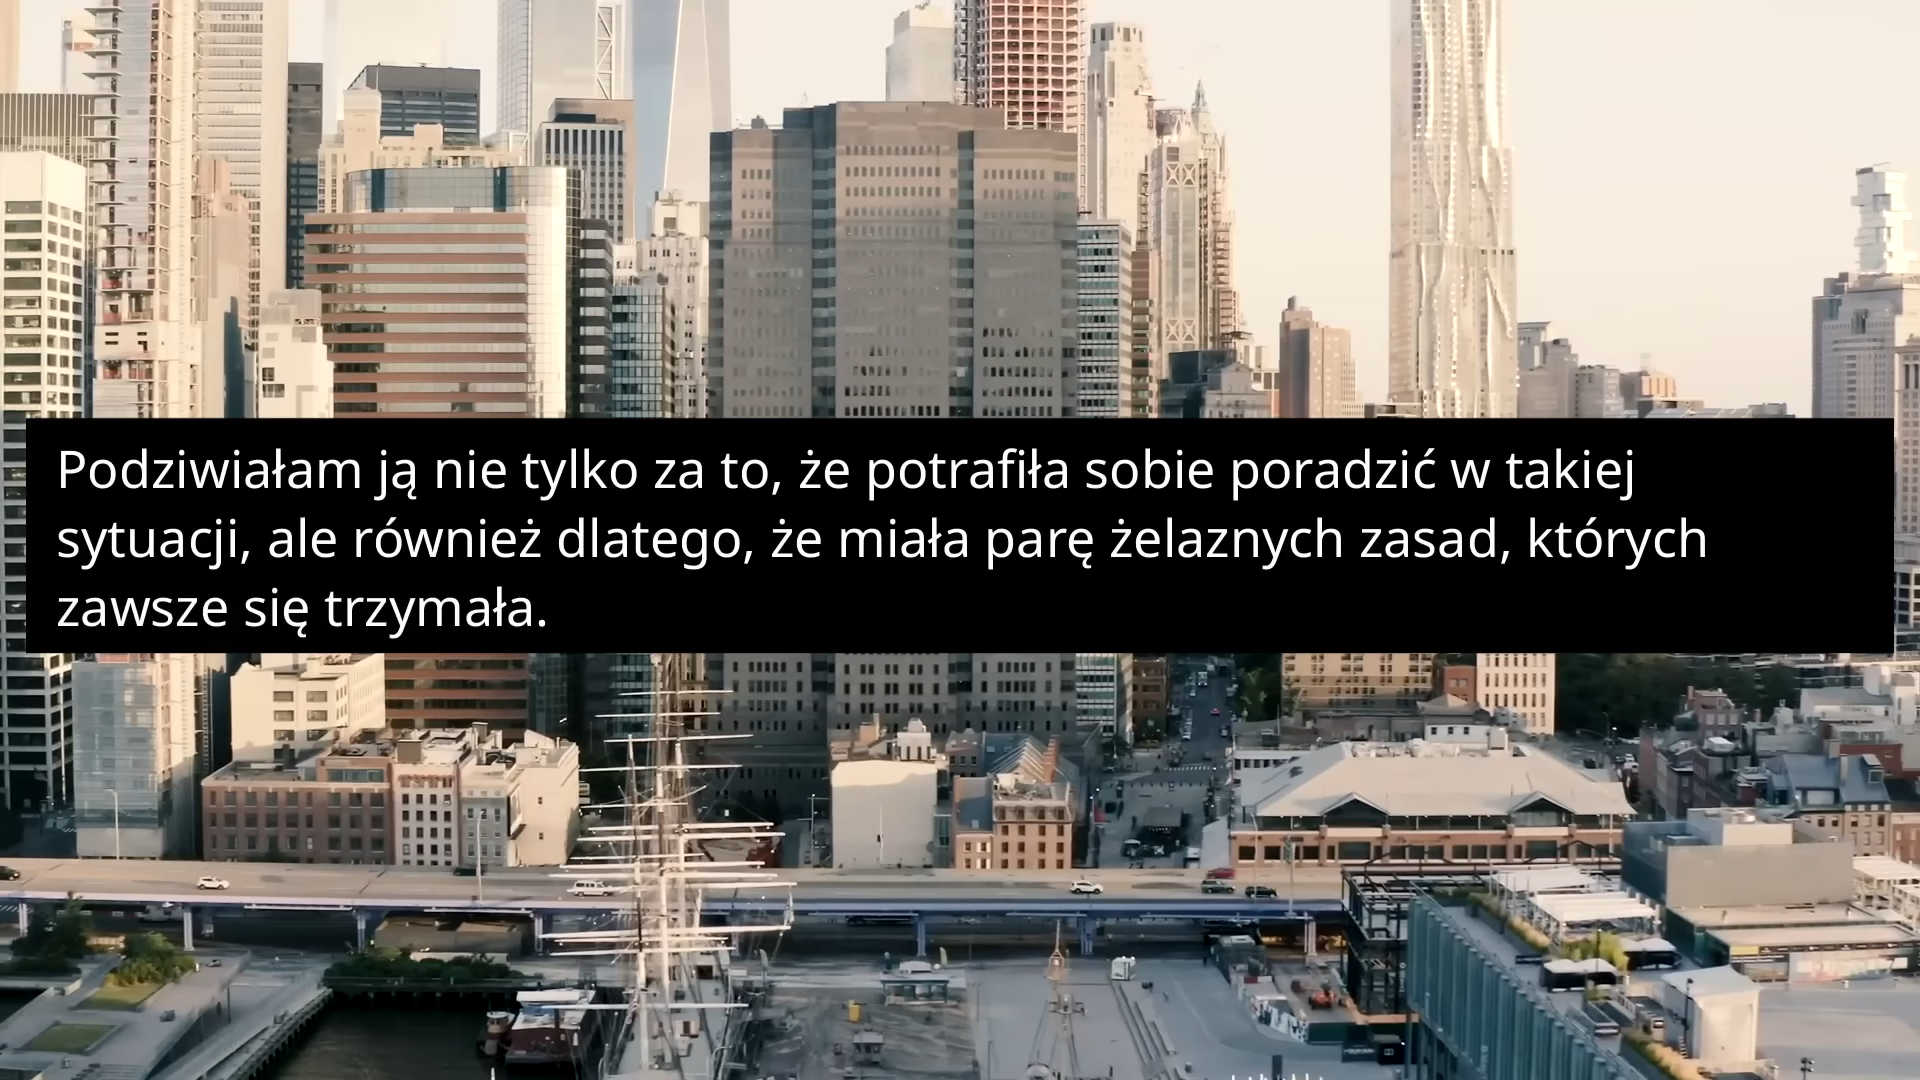 Podziwiałam ją nie tylko za to, że potrafiła sobie poradzić w takiej
sytuacji, ale również dlatego, że miała parę żelaznych zasad, których
zawsze się trzymała.